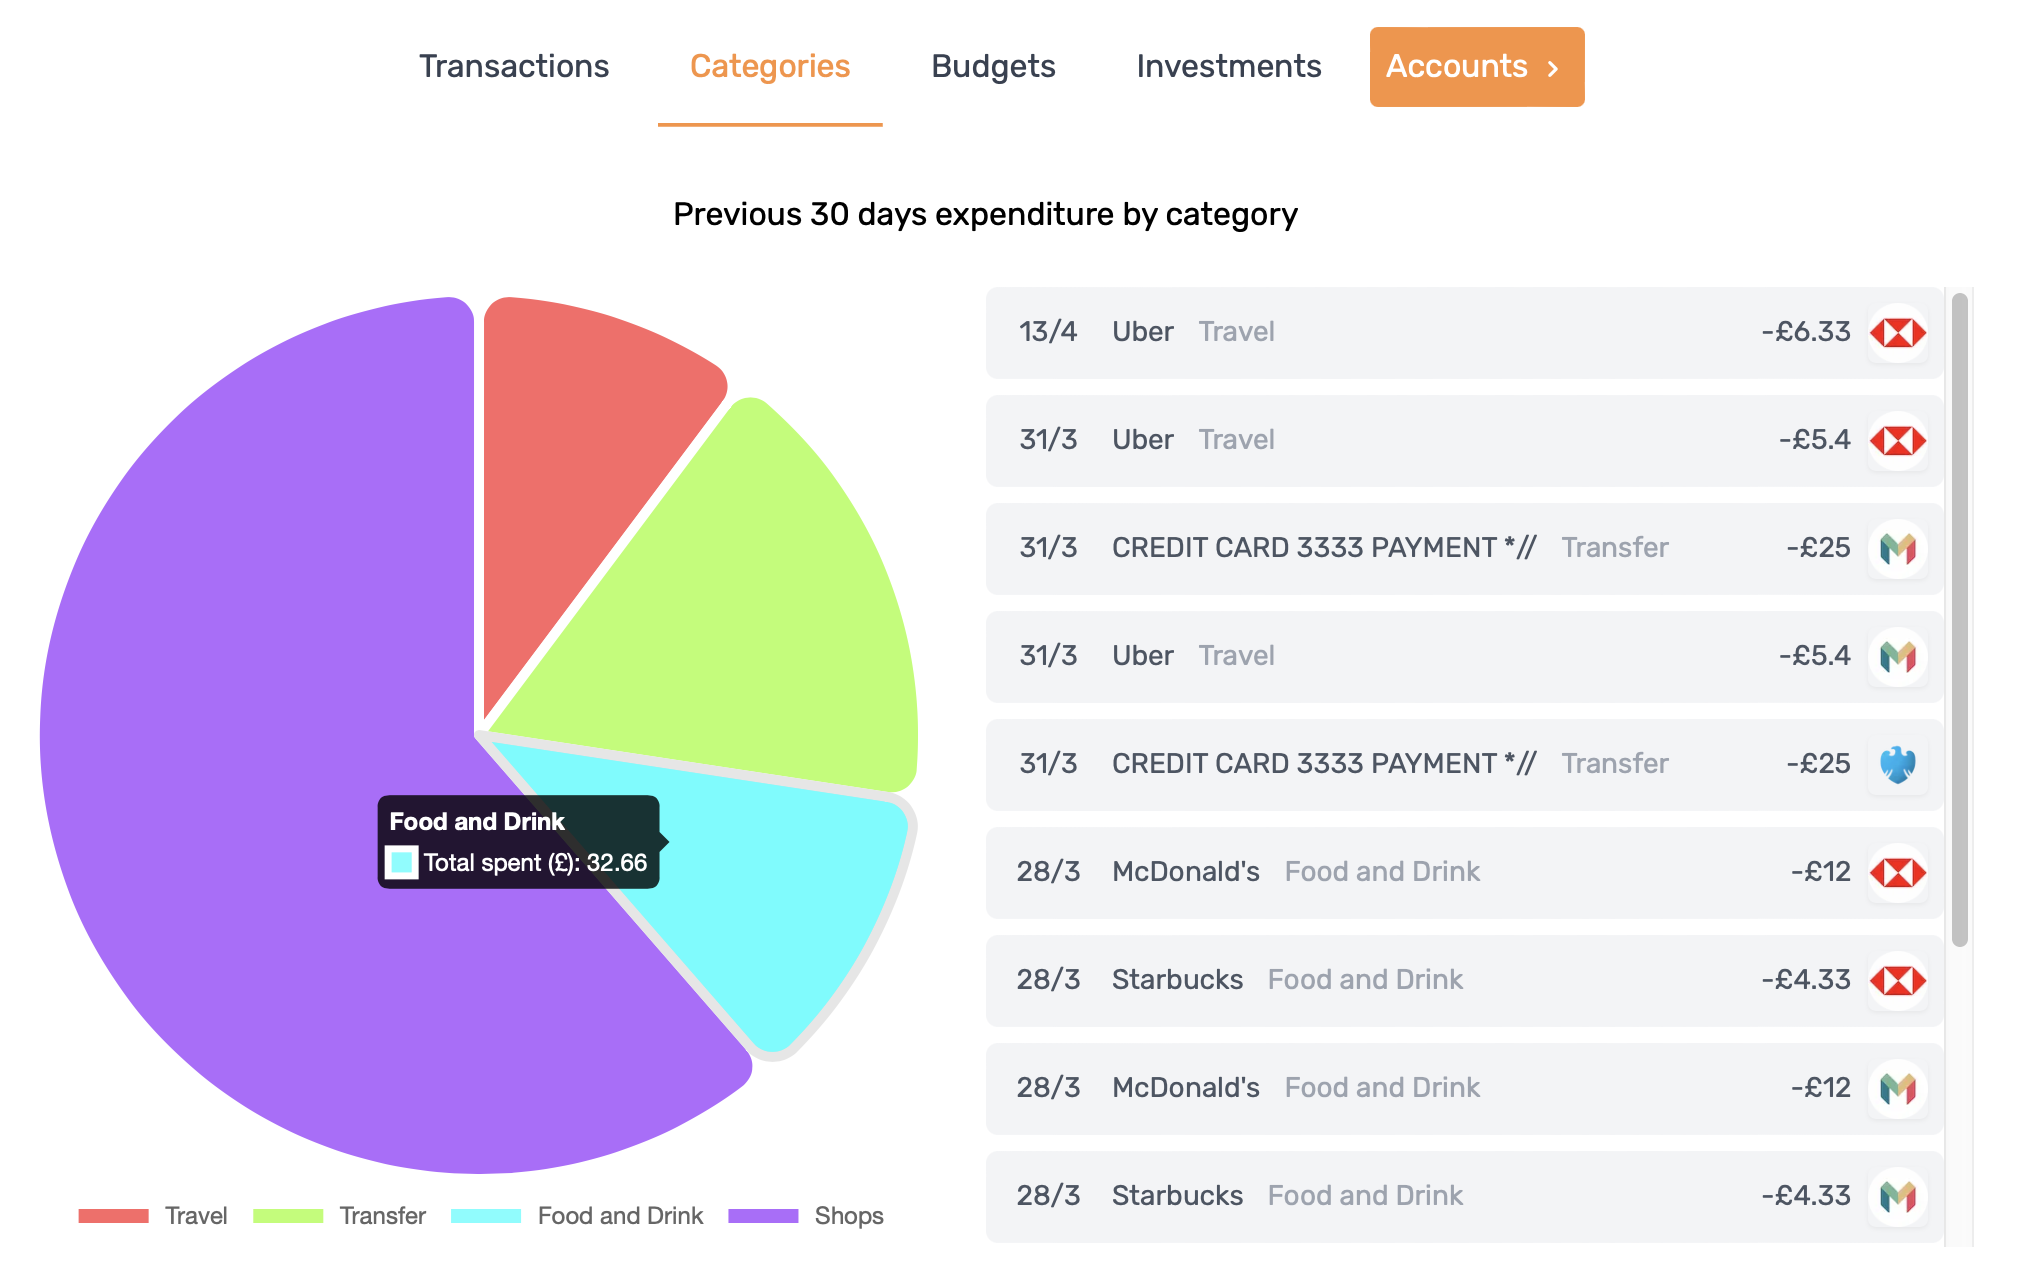 Transactions Categories Budgets Investments Accounts >
Previous 30 days expenditure by category
Food and Drink
Total spent (£): 32.66
Travel Transfer Food and Drink Shops
13/4 Uber Travel -£6.33
31/3 Uber Travel -£5.4
31/3 CREDIT CARD 3333 PAYMENT *// Transfer -£25
31/3 Uber Travel -£5.4
31/3 CREDIT CARD 3333 PAYMENT *// Transfer -£25
28/3 McDonald's Food and Drink -£12
28/3 Starbucks Food and Drink -£4.33
28/3 McDonald's Food and Drink -£12
28/3 Starbucks Food and Drink -£4.33